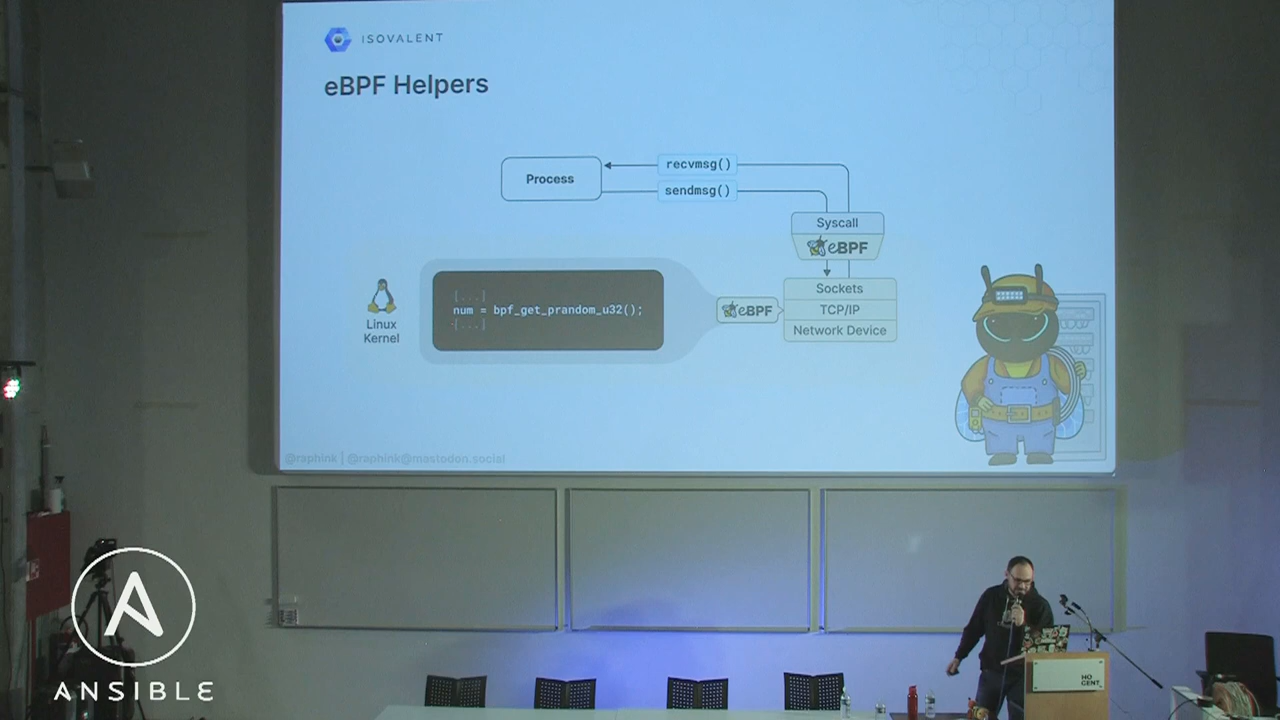 ISOVALENT
eBPF Helpers
recvmsg()
Process
sendmsg()
Syscall
eBPF
[...]
num = bpf_get_prandom_u32();
[...]
Linux
Kernel
eBPF
Sockets
TCP/IP
Network Device
@raphink | @raphink@mastodon.social
ANSIBLE
HO
GENT